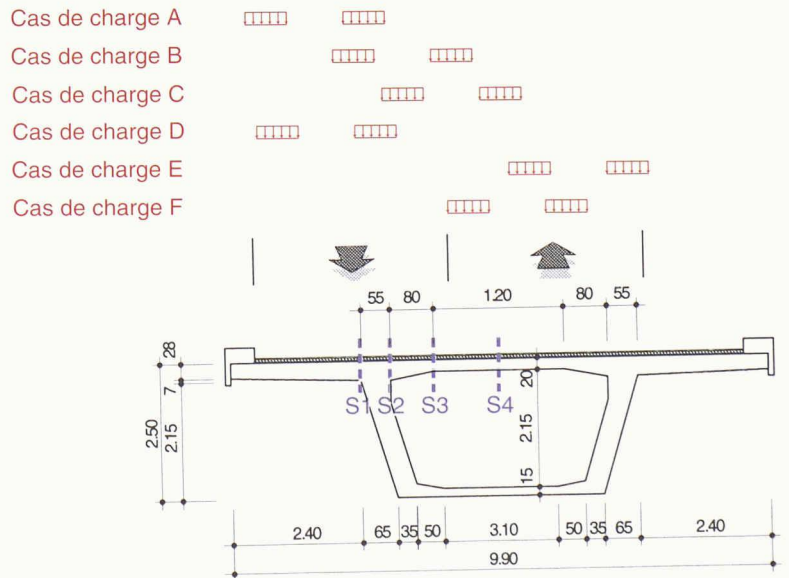 Cas de charge A
Cas de charge B
Cas de charge C
Cas de charge D
Cas de charge E
Cas de charge F
55 80 1.20 80 55
28
7
2.50
2.15
S1 S2 S3 S4
20
2.15
15
2.40 65 35 50 3.10 50 35 65 2.40
9.90